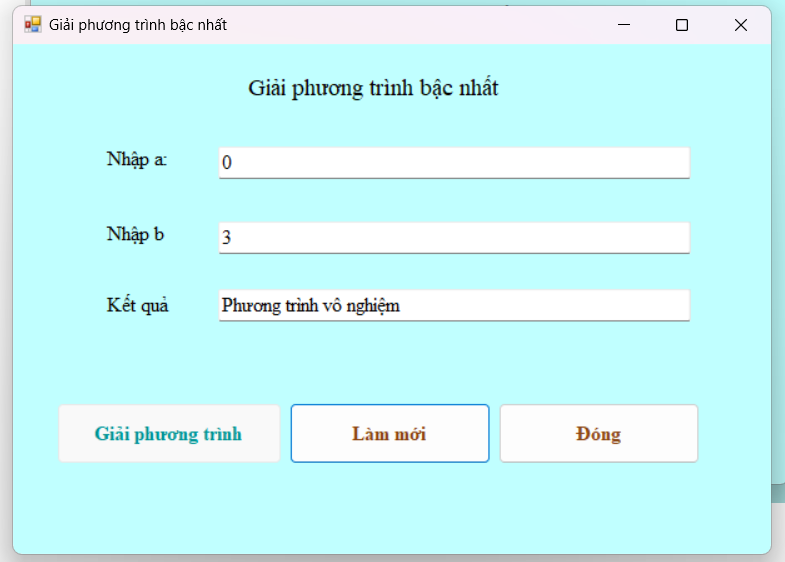 Giải phương trình bậc nhất
Giải phương trình bậc nhất
Nhập a: 0
Nhập b 3
Kết quả Phương trình vô nghiệm
Giải phương trình Làm mới Đóng